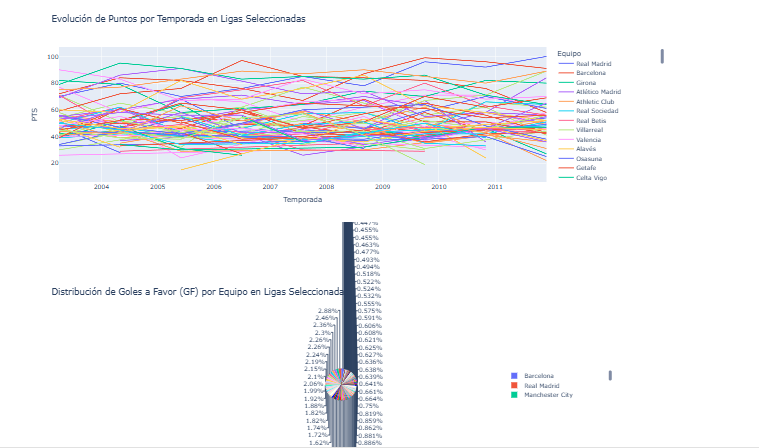 Evolución de Puntos por Temporada en Ligas Seleccionadas
100
80
60
40
20
PTS
2004 2005 2006 2007 2008 2009 2010 2011
Temporada
Equipo
Real Madrid
Barcelona
Girona
Atlético Madrid
Athletic Club
Real Sociedad
Real Betis
Villarreal
Valencia
Alavés
Osasuna
Getafe
Celta Vigo
Distribución de Goles a Favor (GF) por Equipo en Ligas Seleccionada
2.88%
2.46%
2.36%
2.3%
2.26%
2.26%
2.24%
2.19%
2.15%
2.1%
2.06%
1.99%
1.92%
1.88%
1.82%
1.82%
1.74%
1.72%
1.62%
0.447%
0.455%
0.463%
0.477%
0.493%
0.494%
0.518%
0.522%
0.524%
0.532%
0.555%
0.575%
0.591%
0.606%
0.608%
0.621%
0.625%
0.627%
0.636%
0.638%
0.639%
0.641%
0.661%
0.664%
0.75%
0.819%
0.859%
0.862%
0.881%
0.886%
Barcelona
Real Madrid
Manchester City